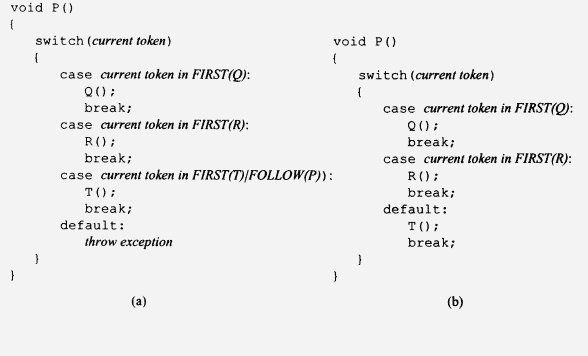 void P()
{
switch(current token)
{
case current token in FIRST(Q):
Q();
break;
case current token in FIRST(R):
R();
break;
case current token in FIRST(T)/FOLLOW(P)):
T();
break;
default:
throw exception
}
}
(a)
void P()
{
switch(current token)
{
case current token in FIRST(Q):
Q();
break;
case current token in FIRST(R):
R();
break;
default:
T();
break;
}
}
(b)